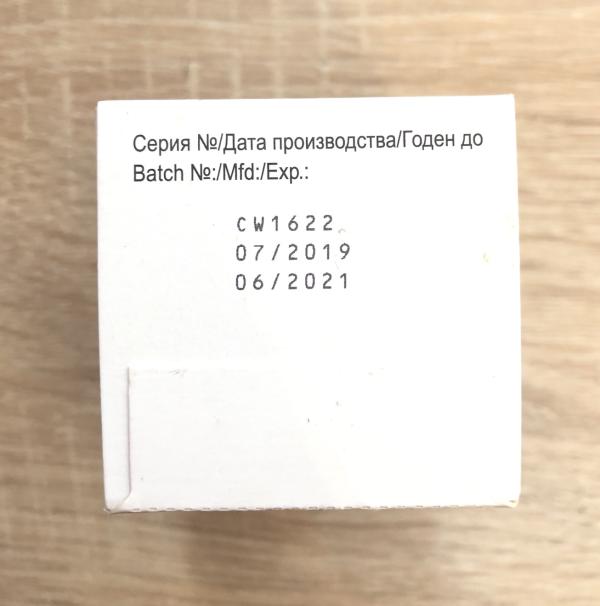 Серия №/Дата производства/Годен до
Batch №:/Mfd:/Exp.:
CW1622
07/2019
06/2021